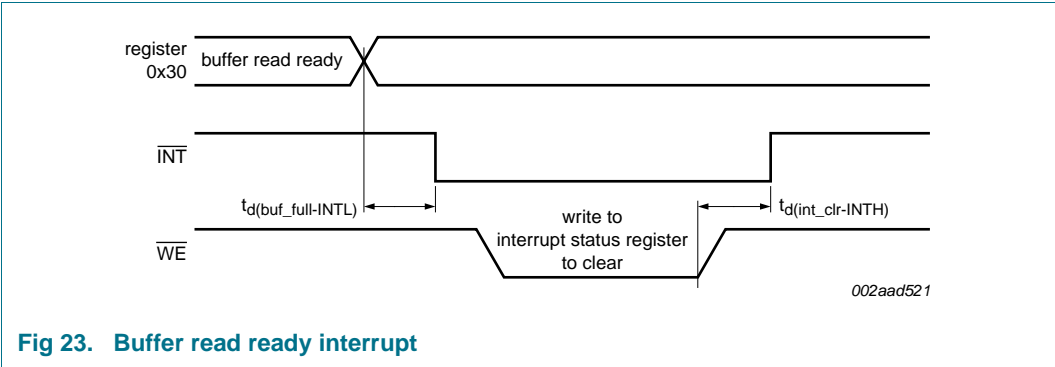 register
0x30
buffer read ready
INT
td(buf_full-INTL)
td(int_clr-INTH)
write to
interrupt status register
to clear
WE
002aad521
Fig 23. Buffer read ready interrupt